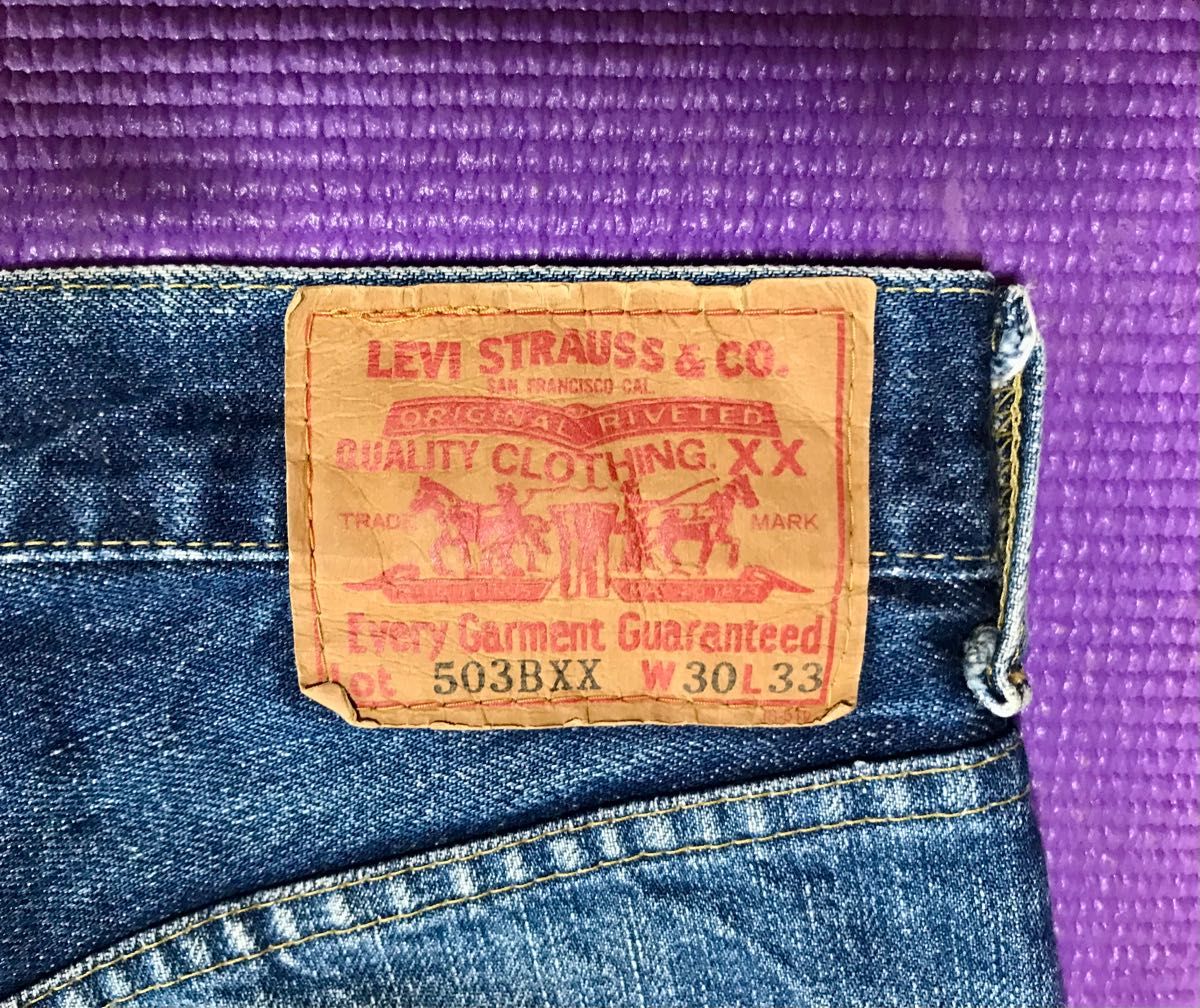 LEVI STRAUSS & CO.
SAN FRANCISCO CAL.
ORIGINAL RIVETED
QUALITY CLOTHING. XX
TRADE MARK
Every Garment Guaranteed
Lot 503BXX W30L33